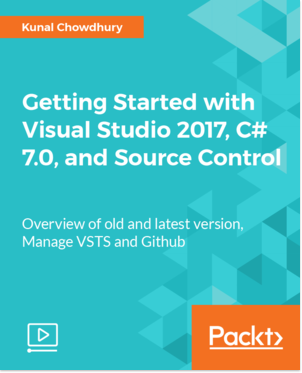 Kunal Chowdhury
Getting Started with
Visual Studio 2017, C#
7.0, and Source Control
Overview of old and latest version,
Manage VSTS and Github
Packt>